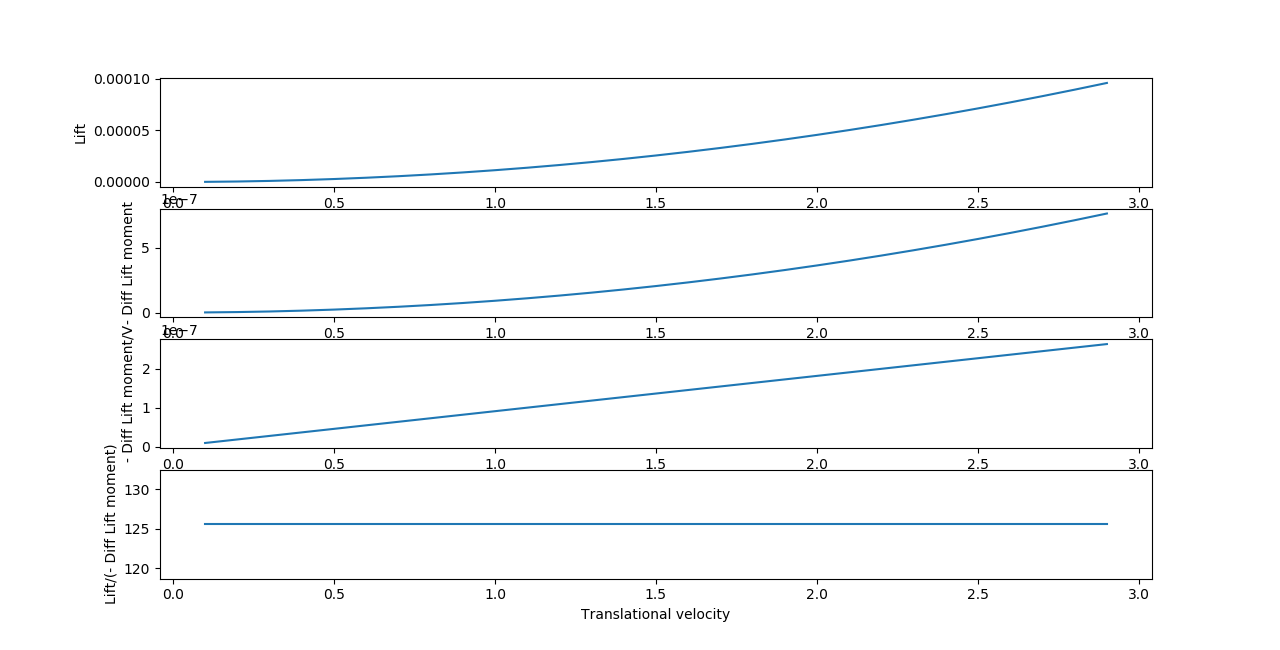 Lift
0.00010
0.00005
0.00000
0.0 0.5 1.0 1.5 2.0 2.5 3.0
1e−7
- Diff Lift moment
5
0
0.0 0.5 1.0 1.5 2.0 2.5 3.0
1e−7
- Diff Lift moment/V
2
1
0
0.0 0.5 1.0 1.5 2.0 2.5 3.0
Lift/(- Diff Lift moment)
130
125
120
0.0 0.5 1.0 1.5 2.0 2.5 3.0
Translational velocity